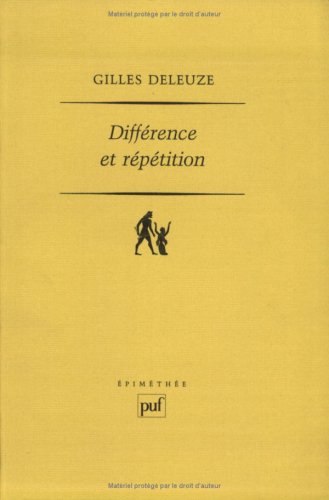 Matériel protégé par le droit d'auteur
GILLES DELEUZE
Différence
et répétition
ÉPIMÉTHÉE
puf
Matériel protégé par le droit d'auteur